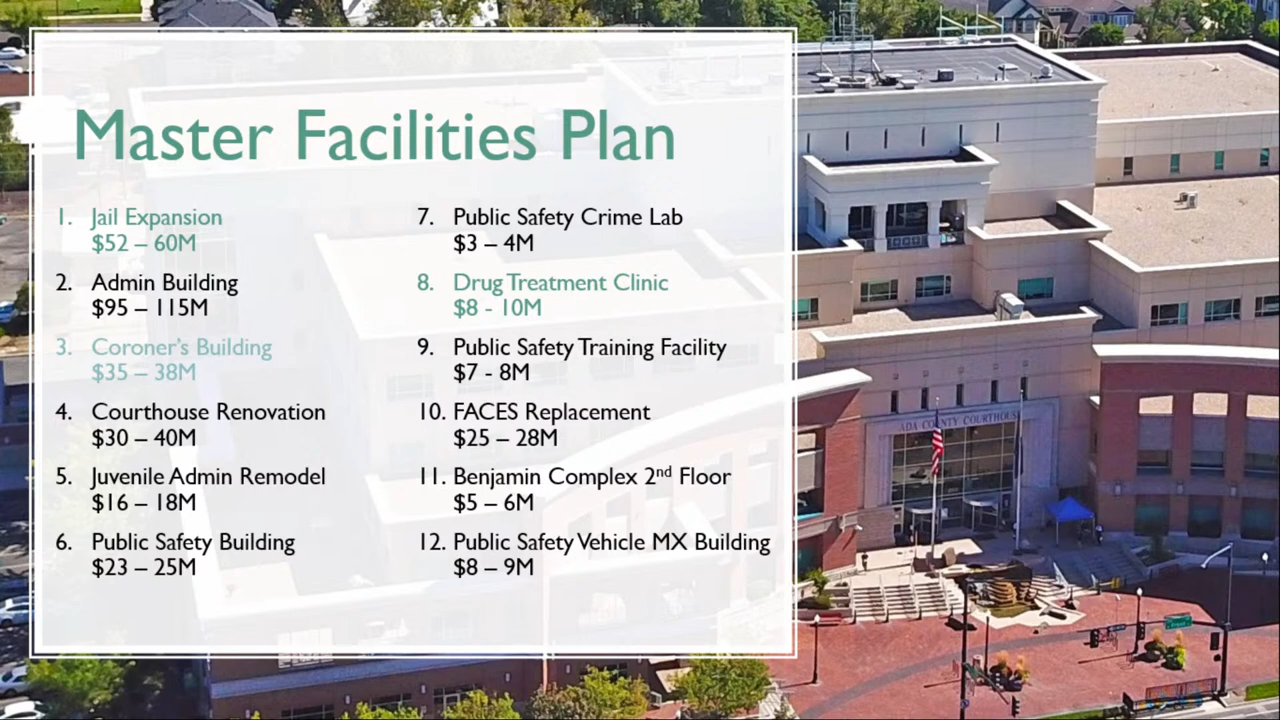 Master Facilities Plan
1. Jail Expansion
$52 – 60M
2. Admin Building
$95 – 115M
3. Coroner's Building
$35 – 38M
4. Courthouse Renovation
$30 – 40M
5. Juvenile Admin Remodel
$16 – 18M
6. Public Safety Building
$23 – 25M
7. Public Safety Crime Lab
$3 – 4M
8. Drug Treatment Clinic
$8 - 10M
9. Public Safety Training Facility
$7 - 8M
10. FACES Replacement
$25 – 28M
11. Benjamin Complex 2nd Floor
$5 – 6M
12. Public Safety Vehicle MX Building
$8 – 9M
ADA COUNTY COURTHOUSE